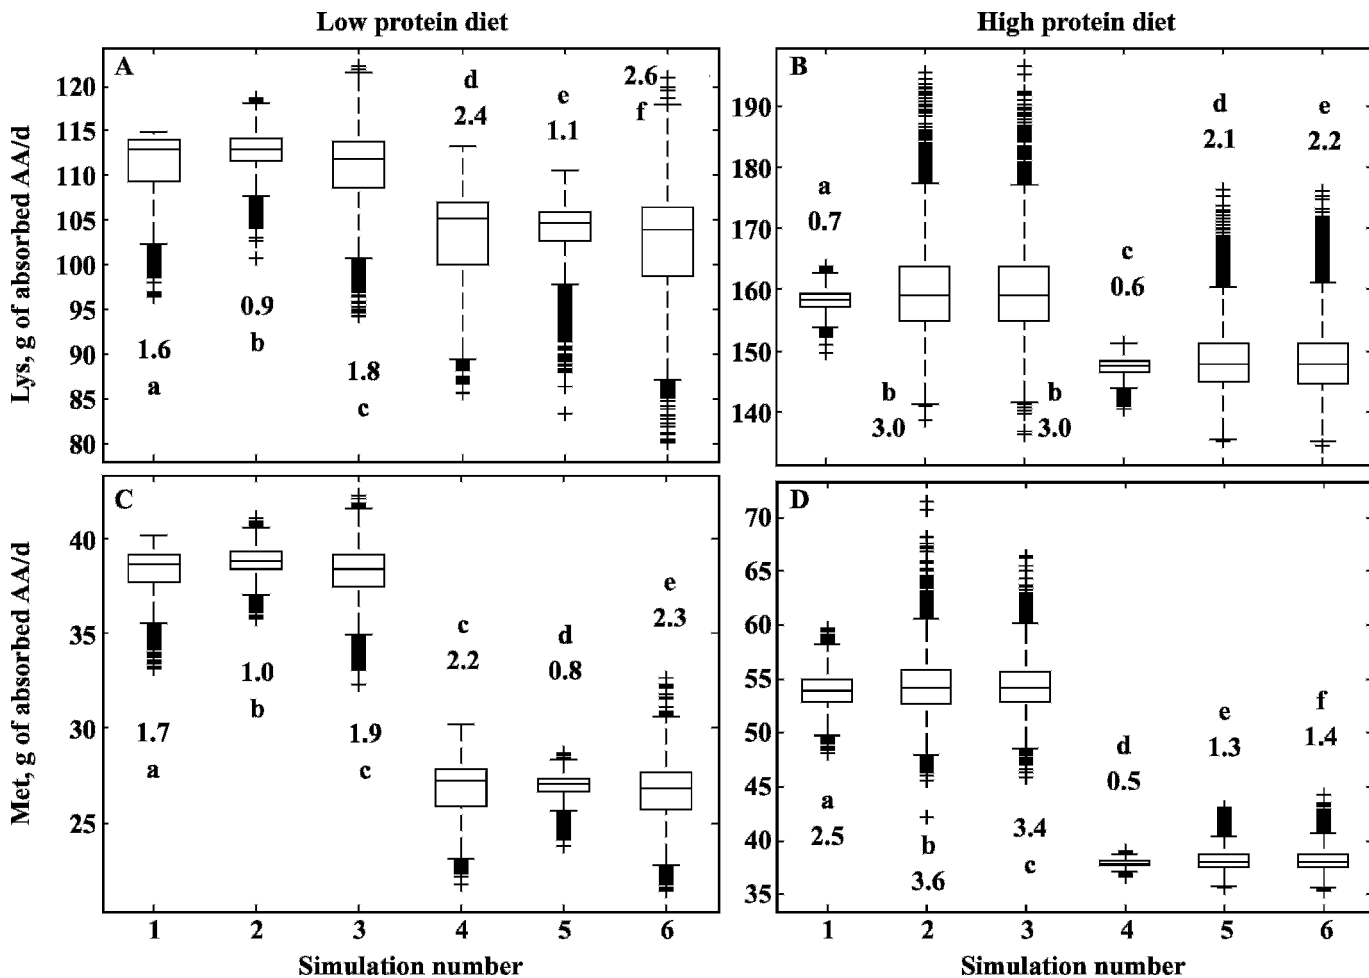 Low protein diet
High protein diet
A
Lys, g of absorbed AA/d
120
115
110
105
100
95
90
85
80
1.6
a
0.9
b
1.8
c
d
2.4
e
1.1
2.6
f
B
190
180
170
160
150
140
a
0.7
b
3.0
b
3.0
c
0.6
d
2.1
e
2.2
C
Met, g of absorbed AA/d
40
35
30
25
1.7
a
1.0
b
1.9
c
c
2.2
d
0.8
e
2.3
1 2 3 4 5 6
Simulation number
D
70
65
60
55
50
45
40
35
a
2.5
b
3.6
3.4
c
d
0.5
e
1.3
f
1.4
1 2 3 4 5 6
Simulation number